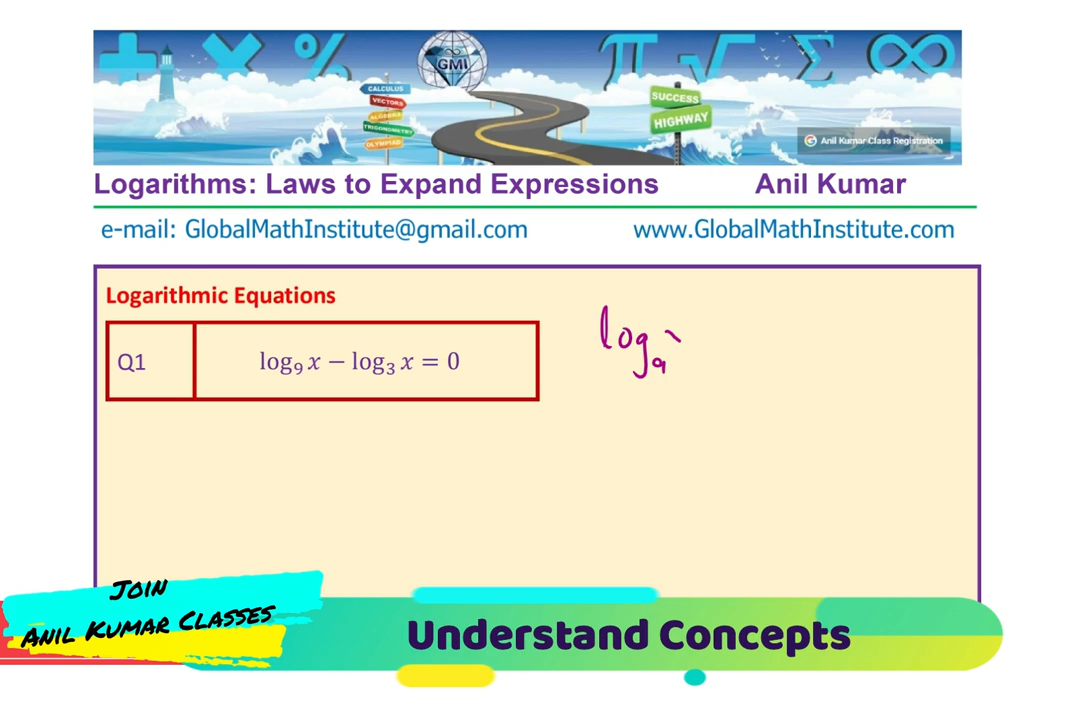 GMI
CALCULUS
VECTORS
ALGEBRA
TRIGONOMETRY
OLYMPIAD
SUCCESS
HIGHWAY
Anil Kumar Class Registration
Logarithms: Laws to Expand Expressions Anil Kumar
e-mail: GlobalMathInstitute@gmail.com www.GlobalMathInstitute.com
Logarithmic Equations
Q1 log₉ x − log₃ x = 0
log₉
JOIN
ANIL KUMAR CLASSES
Understand Concepts